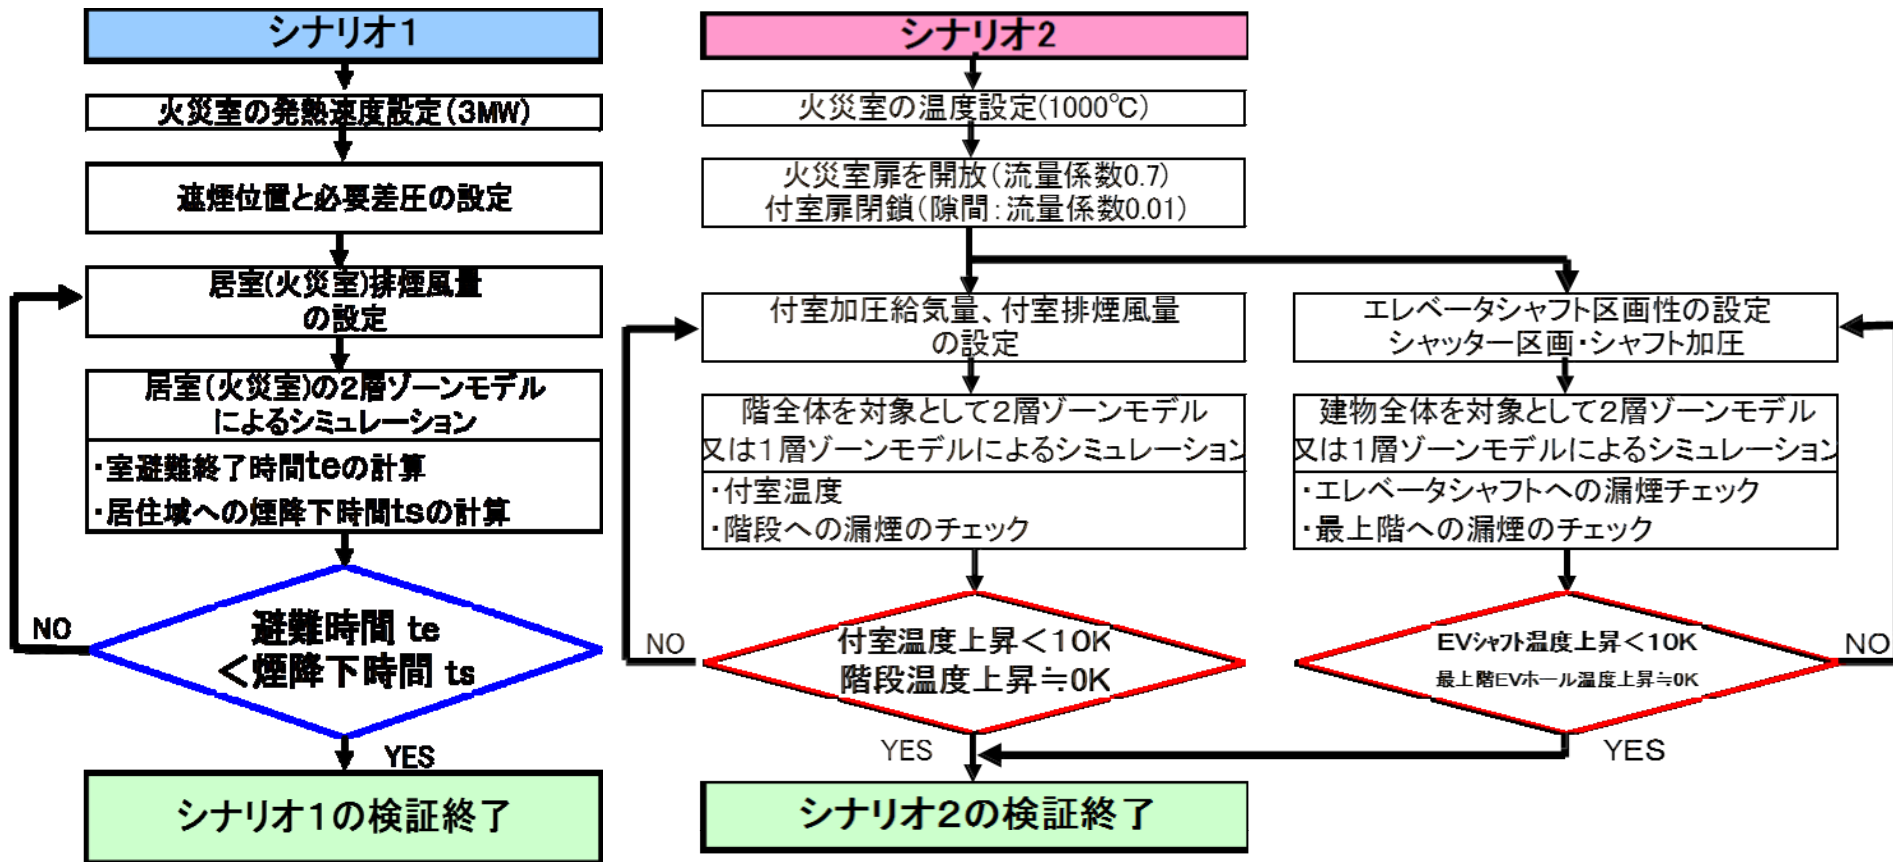 シナリオ1
火災室の発熱速度設定(3MW)
遮煙位置と必要差圧の設定
居室(火災室)排煙風量
の設定
居室(火災室)の2層ゾーンモデル
によるシミュレーション
・室避難終了時間teの計算
・居住域への煙降下時間tsの計算
避難時間 te
<煙降下時間 ts
NO
YES
シナリオ1の検証終了
シナリオ2
火災室の温度設定(1000℃)
火災室扉を開放(流量係数0.7)
付室扉閉鎖(隙間:流量係数0.01)
付室加圧給気量、付室排煙風量
の設定
階全体を対象として2層ゾーンモデル
又は1層ゾーンモデルによるシミュレーション
・付室温度
・階段への漏煙のチェック
付室温度上昇<10K
階段温度上昇≒0K
NO
YES
エレベータシャフト区画性の設定
シャッター区画・シャフト加圧
建物全体を対象として2層ゾーンモデル
又は1層ゾーンモデルによるシミュレーション
・エレベータシャフトへの漏煙チェック
・最上階への漏煙のチェック
EVシャフト温度上昇<10K
最上階EVホール温度上昇≒0K
NO
YES
シナリオ2の検証終了